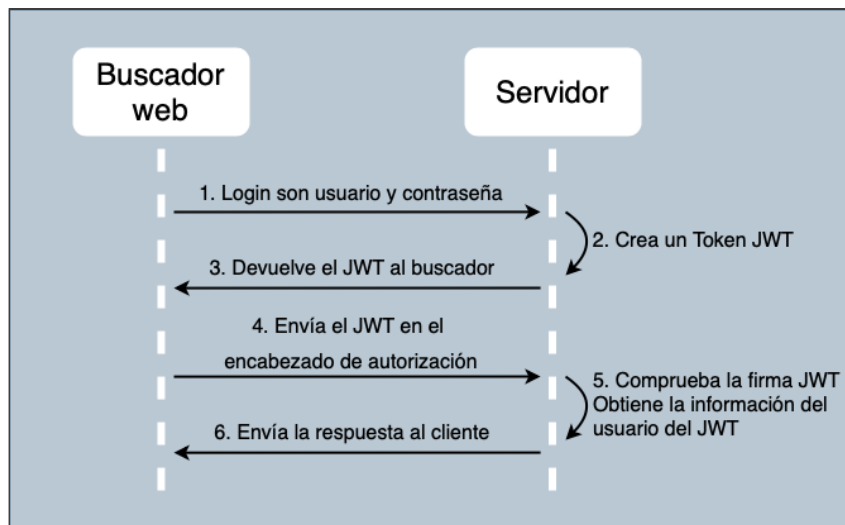 Buscador
web
Servidor
1. Login son usuario y contraseña
2. Crea un Token JWT
3. Devuelve el JWT al buscador
4. Envía el JWT en el
encabezado de autorización
5. Comprueba la firma JWT
Obtiene la información del
usuario del JWT
6. Envía la respuesta al cliente